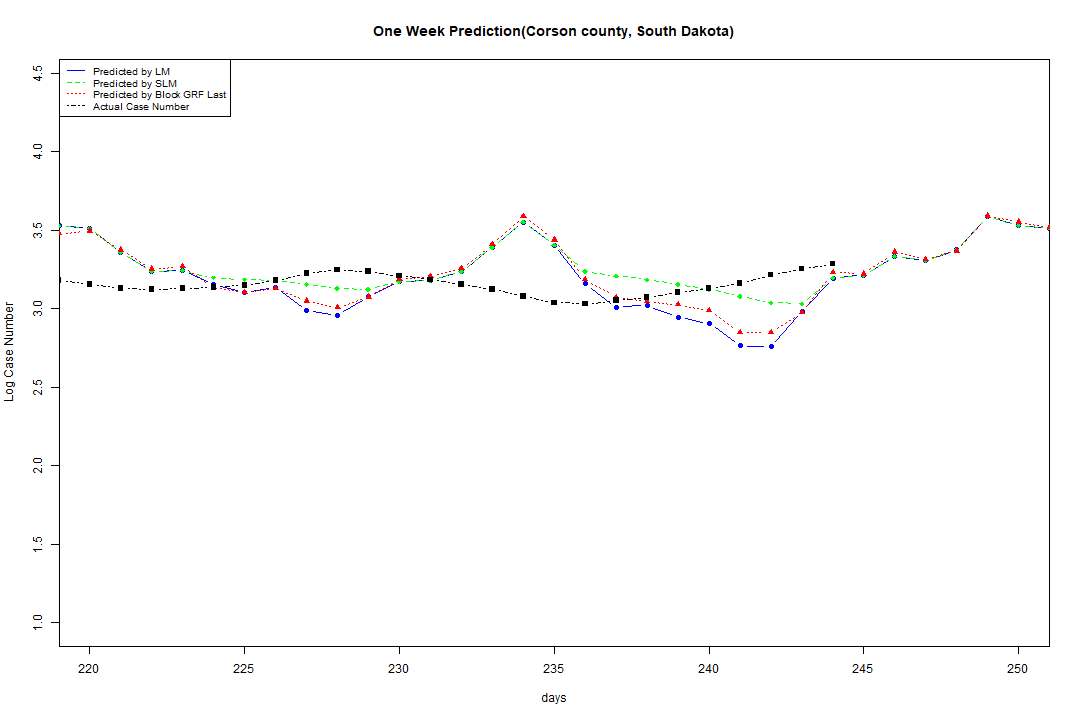 One Week Prediction(Corson county, South Dakota)
Predicted by LM
Predicted by SLM
Predicted by Block GRF Last
Actual Case Number
4.5
4.0
3.5
3.0
2.5
2.0
1.5
1.0
Log Case Number
220 225 230 235 240 245 250
days